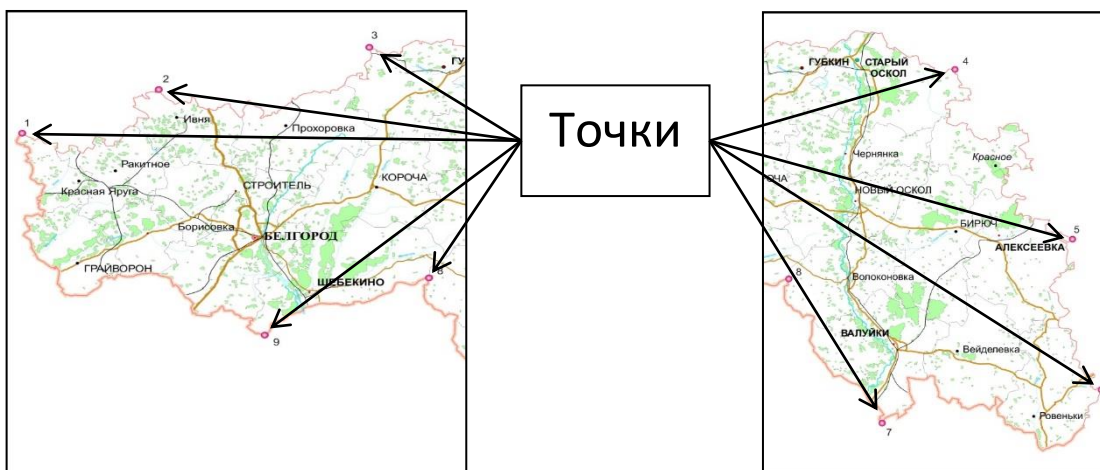 3
ГУ
2
Ивня
1
Прохоровка
Ракитное
Красная Яруга
СТРОИТЕЛЬ
КОРОЧА
Борисовка
БЕЛГОРОД
ГРАЙВОРОН
ШЕБЕКИНО
8
9
Точки
ГУБКИН
СТАРЫЙ
ОСКОЛ
4
Чернянка
Красное
ОЧА
НОВЫЙ ОСКОЛ
БИРЮЧ
5
АЛЕКСЕЕВКА
8
Волоконовка
ВАЛУЙКИ
Вейделевка
Ровеньки
7